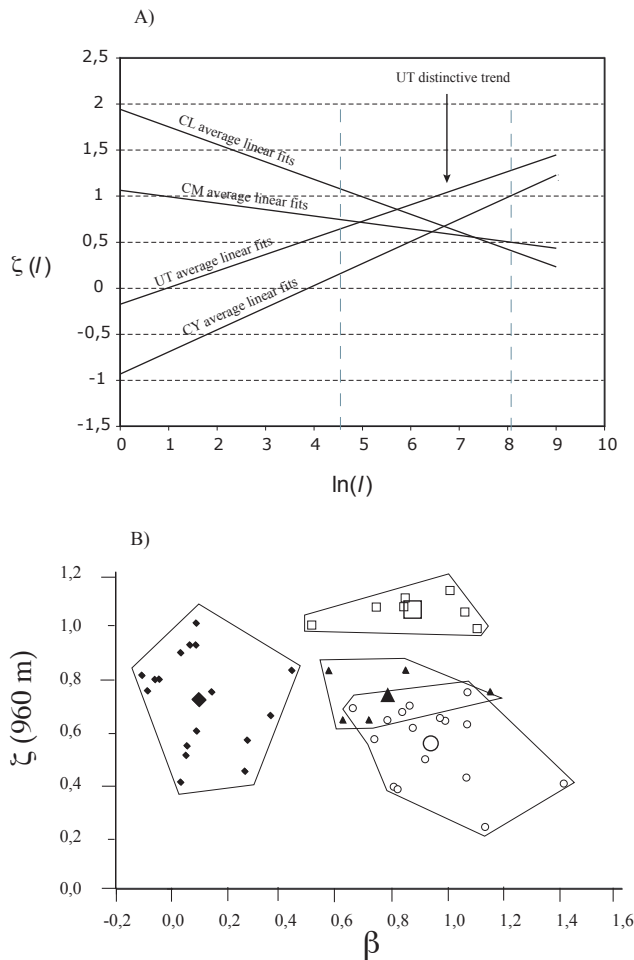 A)
2,5
2
1,5
1
0,5
0
-0,5
-1
-1,5
ζ (l)
UT distinctive trend
CL average linear fits
CM average linear fits
UT average linear fits
CY average linear fits
0 1 2 3 4 5 6 7 8 9 10
ln(l)
B)
1,2
1,0
0,8
0,6
0,4
0,2
0,0
ζ (960 m)
-0,2 0,0 0,2 0,4 0,6 0,8 1,0 1,2 1,4 1,6
β